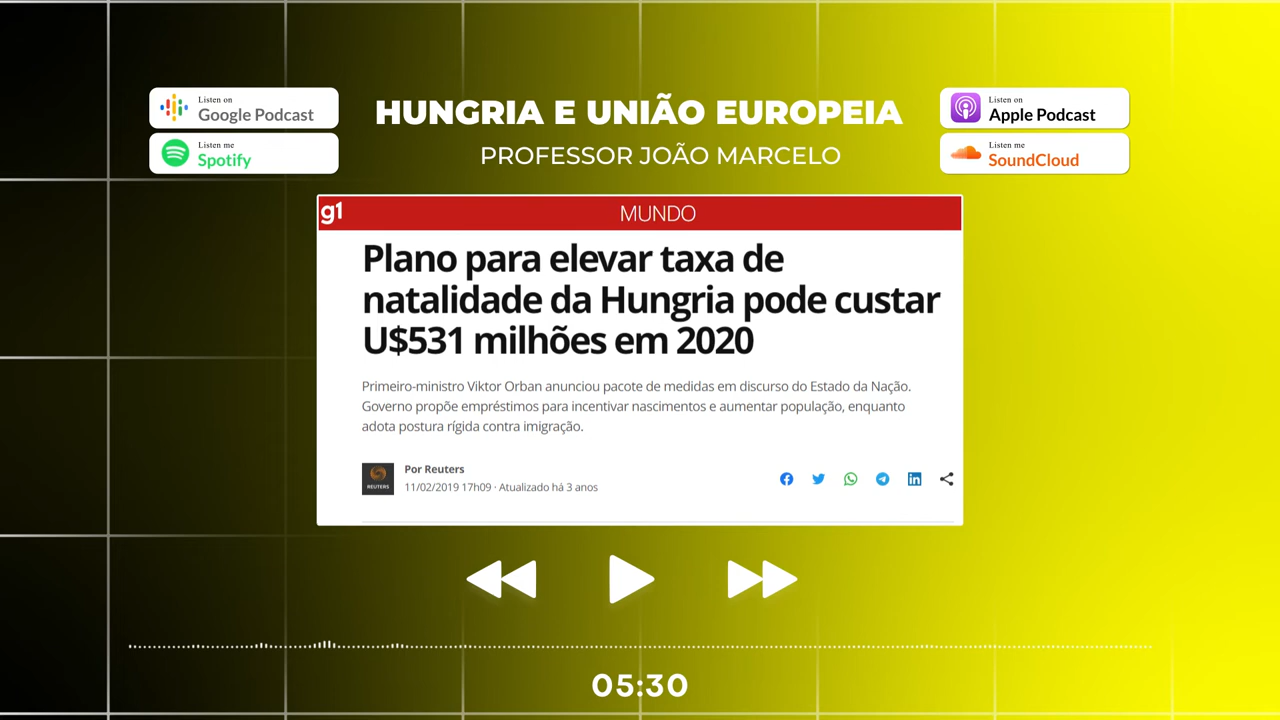 Listen on
Google Podcast
Listen me
Spotify
HUNGRIA E UNIÃO EUROPEIA
PROFESSOR JOÃO MARCELO
Listen on
Apple Podcast
Listen me
SoundCloud
g1
MUNDO
Plano para elevar taxa de
natalidade da Hungria pode custar
U$531 milhões em 2020
Primeiro-ministro Viktor Orban anunciou pacote de medidas em discurso do Estado da Nação.
Governo propõe empréstimos para incentivar nascimentos e aumentar população, enquanto
adota postura rígida contra imigração.
REUTERS
Por Reuters
11/02/2019 17h09 · Atualizado há 3 anos
05:30